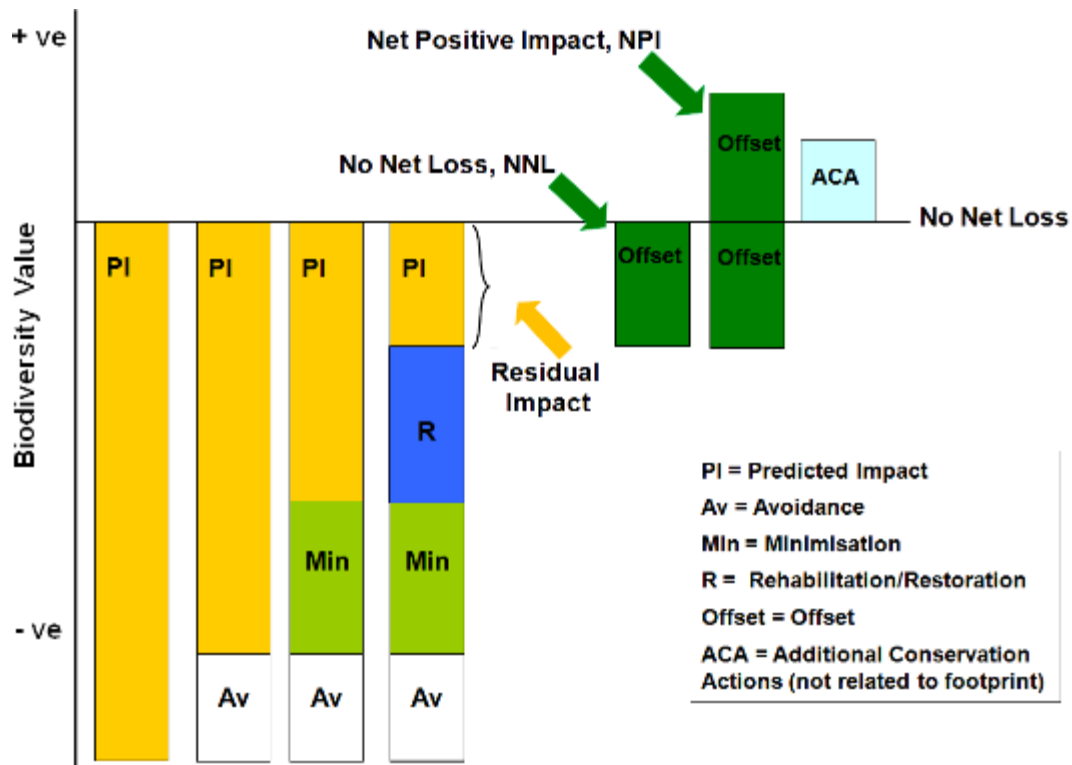 + ve
Net Positive Impact, NPI
Offset
No Net Loss, NNL
ACA
No Net Loss
Biodiversity Value
PI
PI
PI
PI
Offset
Offset
Residual
Impact
R
Min
Min
- ve
Av
Av
Av
PI = Predicted Impact
Av = Avoidance
Min = Minimisation
R = Rehabilitation/Restoration
Offset = Offset
ACA = Additional Conservation
Actions (not related to footprint)